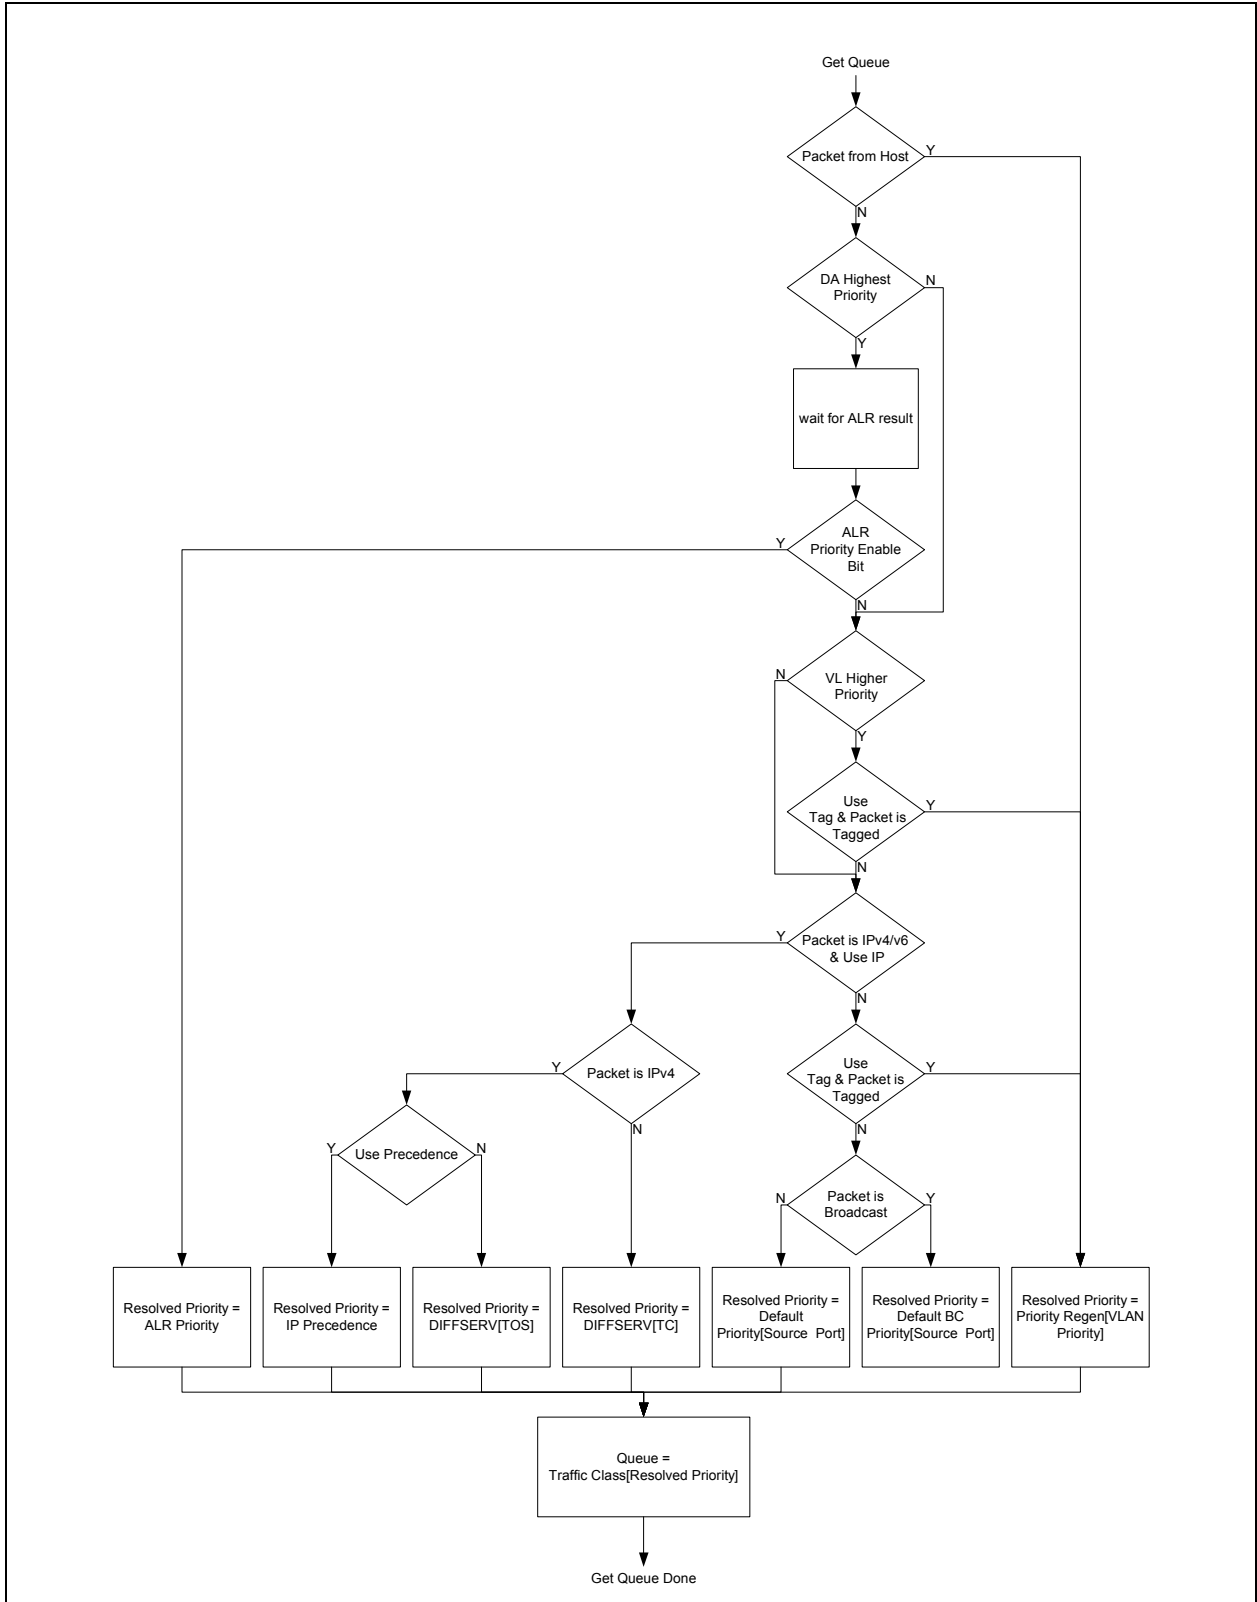 Get Queue
Packet from Host
Y
N
DA Highest
Priority
N
Y
wait for ALR result
ALR
Priority Enable
Bit
Y
N
VL Higher
Priority
N
Y
Use
Tag & Packet is
Tagged
Y
N
Packet is IPv4/v6
& Use IP
Y
N
Packet is IPv4
Y
N
Use
Tag & Packet is
Tagged
Y
N
Use Precedence
Y
N
Packet is
Broadcast
N
Y
Resolved Priority =
ALR Priority
Resolved Priority =
IP Precedence
Resolved Priority =
DIFFSERV[TOS]
Resolved Priority =
DIFFSERV[TC]
Resolved Priority =
Default
Priority[Source Port]
Resolved Priority =
Default BC
Priority[Source Port]
Resolved Priority =
Priority Regen[VLAN
Priority]
Queue =
Traffic Class[Resolved Priority]
Get Queue Done